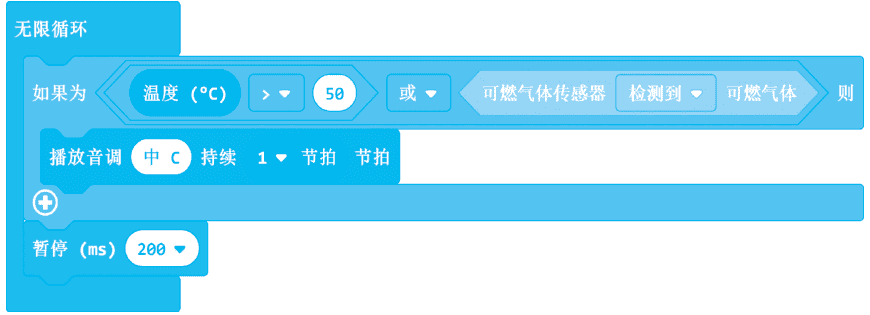 无限循环
如果为 温度 (°C) > 50 或 可燃气体传感器 检测到 可燃气体 则
播放音调 中 C 持续 1 节拍 节拍
暂停 (ms) 200